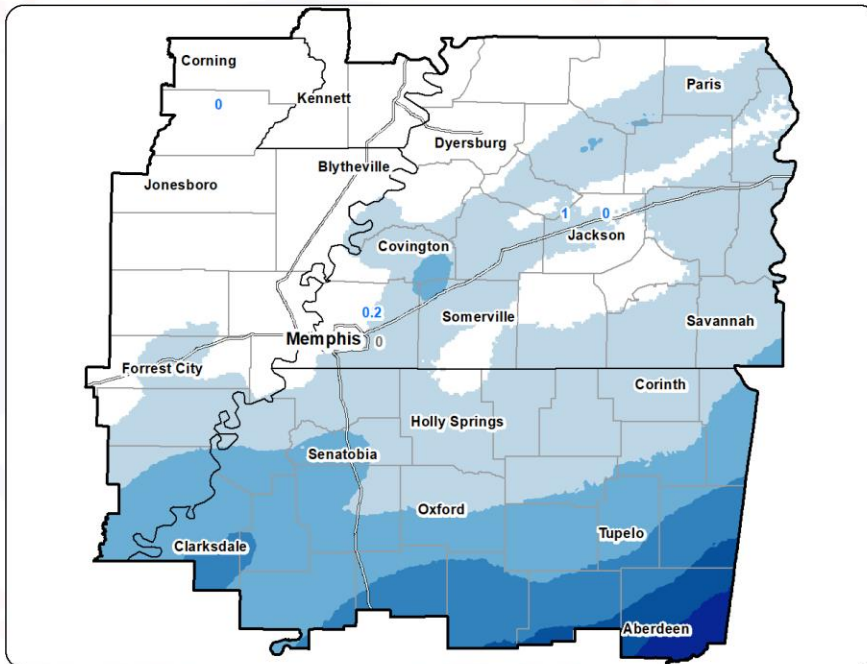 Corning
Paris
Kennett
0
Dyersburg
Blytheville
Jonesboro
1 0
Jackson
Covington
0.2
Somerville
Savannah
Memphis 0
Forrest City
Corinth
Holly Springs
Senatobia
Oxford
Tupelo
Clarksdale
Aberdeen